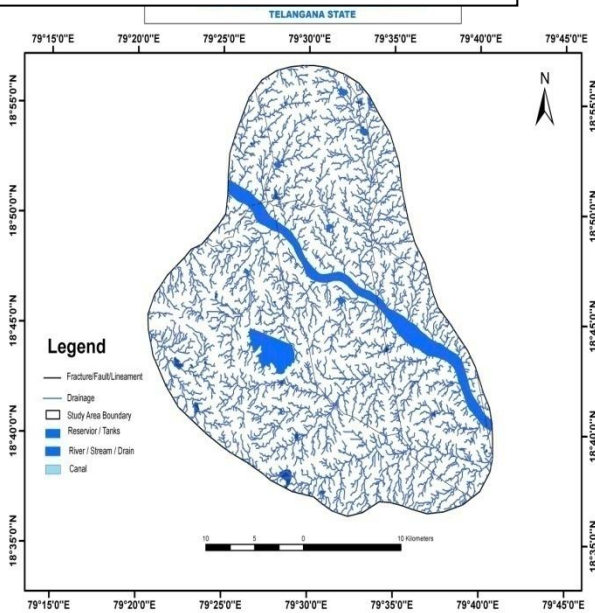 TELANGANA STATE
79°15'0"E 79°20'0"E 79°25'0"E 79°30'0"E 79°35'0"E 79°40'0"E 79°45'0"E
N
18°55'0"N 18°55'0"N
18°50'0"N 18°50'0"N
18°45'0"N 18°45'0"N
Legend
Fracture/Fault/Lineament
Drainage
Study Area Boundary
Reservior / Tanks
River / Stream / Drain
Canal
18°40'0"N 18°40'0"N
18°35'0"N 18°35'0"N
10 5 0 10 Kilometers
79°15'0"E 79°20'0"E 79°25'0"E 79°30'0"E 79°35'0"E 79°40'0"E 79°45'0"E